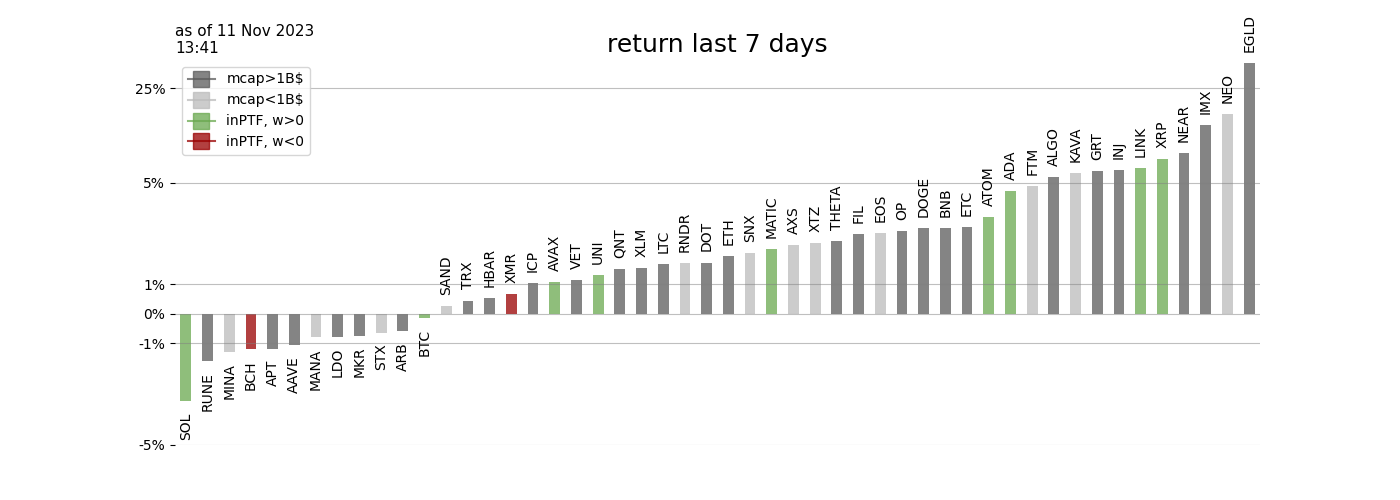 as of 11 Nov 2023
13:41
return last 7 days
mcap>1B$
mcap<1B$
inPTF, w>0
inPTF, w<0
25%
5%
1%
0%
-1%
-5%
SOL
RUNE
MINA
BCH
APT
AAVE
MANA
LDO
MKR
STX
ARB
BTC
SAND
TRX
HBAR
XMR
ICP
AVAX
VET
UNI
QNT
XLM
LTC
RNDR
DOT
ETH
SNX
MATIC
AXS
XTZ
THETA
FIL
EOS
OP
DOGE
BNB
ETC
ATOM
ADA
FTM
ALGO
KAVA
GRT
INJ
LINK
XRP
NEAR
IMX
NEO
EGLD